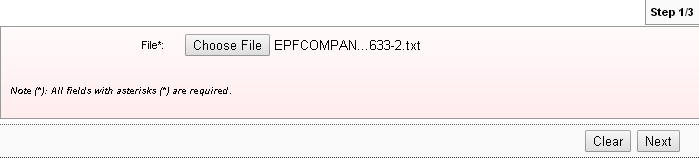 Step 1/3
File*: Choose File EPFCOMPAN...633-2.txt
Note (*): All fields with asterisks (*) are required.
Clear Next